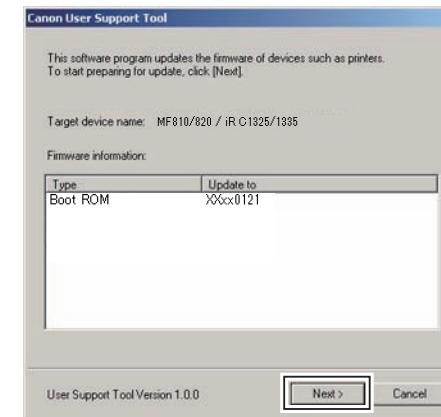 Canon User Support Tool
This software program updates the firmware of devices such as printers.
To start preparing for update, click [Next].
Target device name: MF810/820 / iR C1325/1335
Firmware information:
Type Update to
Boot ROM XXxx0121
User Support Tool Version 1.0.0 Next > Cancel